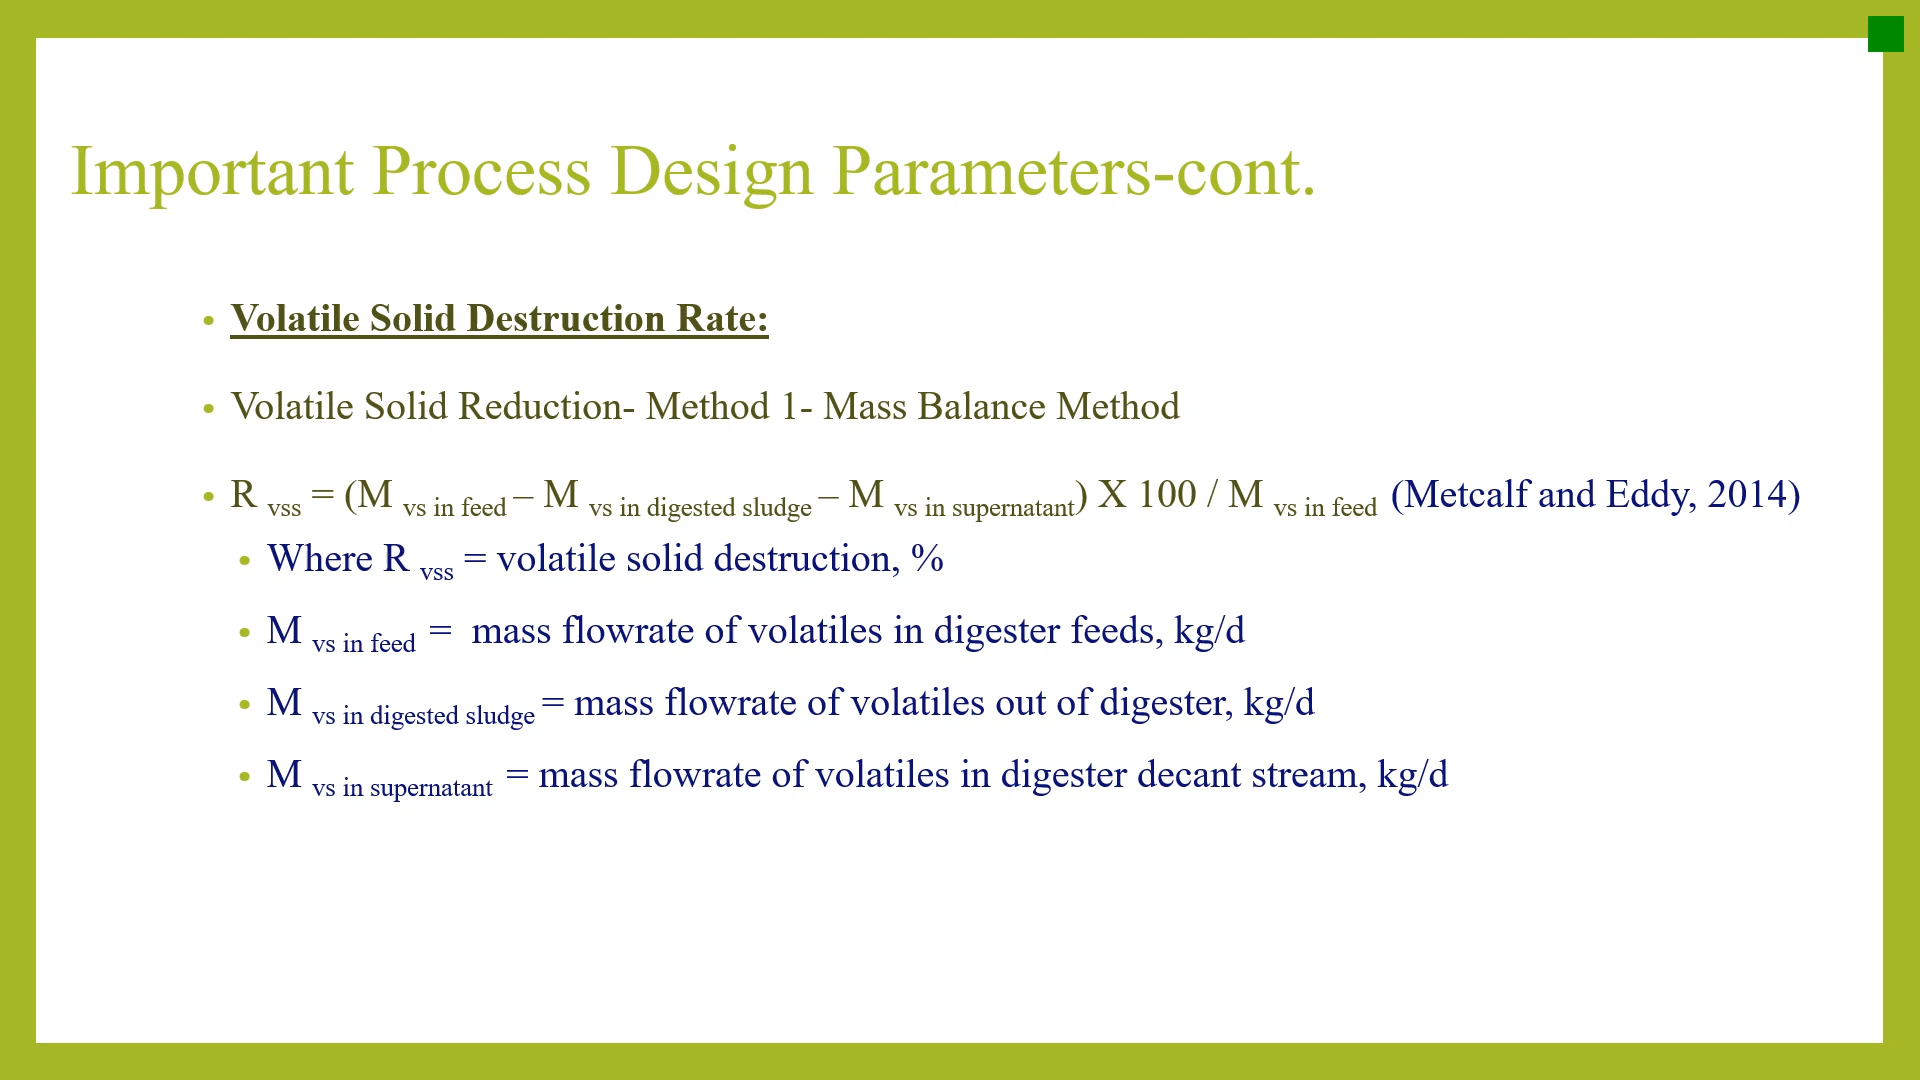 Important Process Design Parameters-cont.
• Volatile Solid Destruction Rate:
• Volatile Solid Reduction- Method 1- Mass Balance Method
• R vss = (M vs in feed – M vs in digested sludge – M vs in supernatant) X 100 / M vs in feed (Metcalf and Eddy, 2014)
• Where R vss = volatile solid destruction, %
• M vs in feed = mass flowrate of volatiles in digester feeds, kg/d
• M vs in digested sludge = mass flowrate of volatiles out of digester, kg/d
• M vs in supernatant = mass flowrate of volatiles in digester decant stream, kg/d